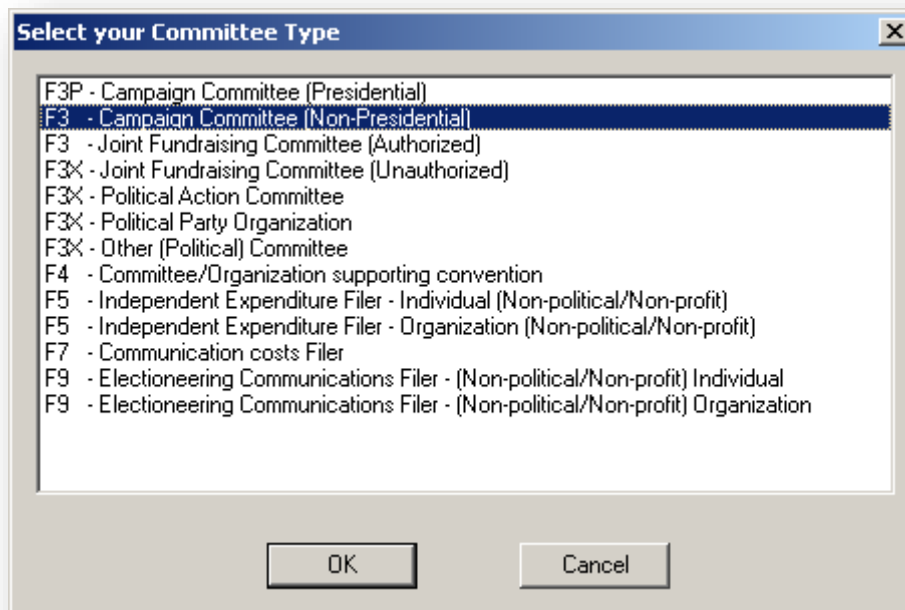 Select your Committee Type
F3P - Campaign Committee (Presidential)
F3 - Campaign Committee (Non-Presidential)
F3 - Joint Fundraising Committee (Authorized)
F3X - Joint Fundraising Committee (Unauthorized)
F3X - Political Action Committee
F3X - Political Party Organization
F3X - Other (Political) Committee
F4 - Committee/Organization supporting convention
F5 - Independent Expenditure Filer - Individual (Non-political/Non-profit)
F5 - Independent Expenditure Filer - Organization (Non-political/Non-profit)
F7 - Communication costs Filer
F9 - Electioneering Communications Filer - (Non-political/Non-profit) Individual
F9 - Electioneering Communications Filer - (Non-political/Non-profit) Organization
OK Cancel